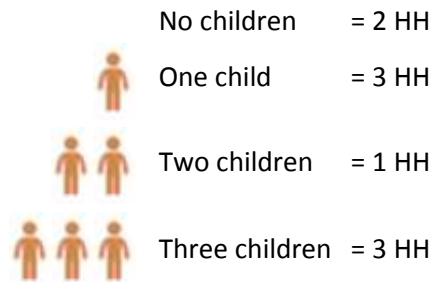 No children = 2 HH
One child = 3 HH
Two children = 1 HH
Three children = 3 HH